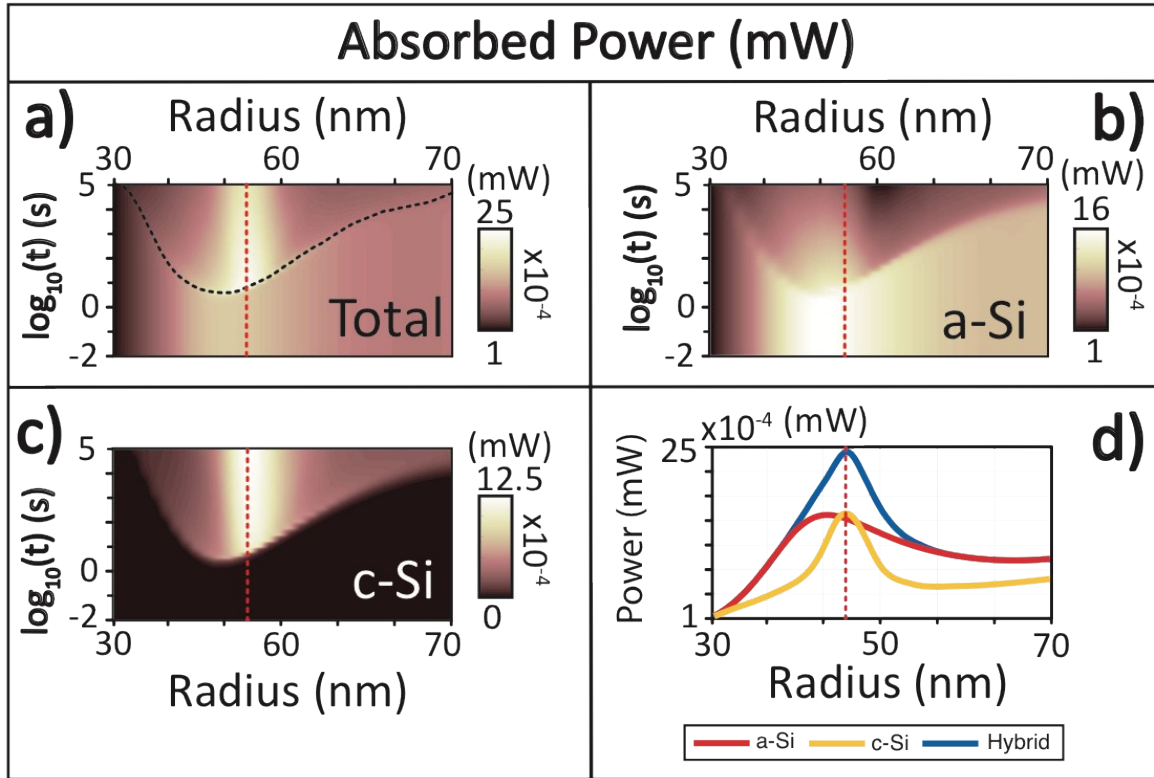 Absorbed Power (mW)
a)
Radius (nm)
30 60 70
log₁₀(t) (s)
5
0
-2
Total
(mW)
25
x10⁻⁴
1
b)
Radius (nm)
30 60 70
log₁₀(t) (s)
5
0
-2
a-Si
(mW)
16
x10⁻⁴
1
c)
log₁₀(t) (s)
5
0
-2
c-Si
30 60 70
Radius (nm)
(mW)
12.5
x10⁻⁴
0
d)
x10⁻⁴ (mW)
25
Power (mW)
1
30 50 70
Radius (nm)
a-Si c-Si Hybrid